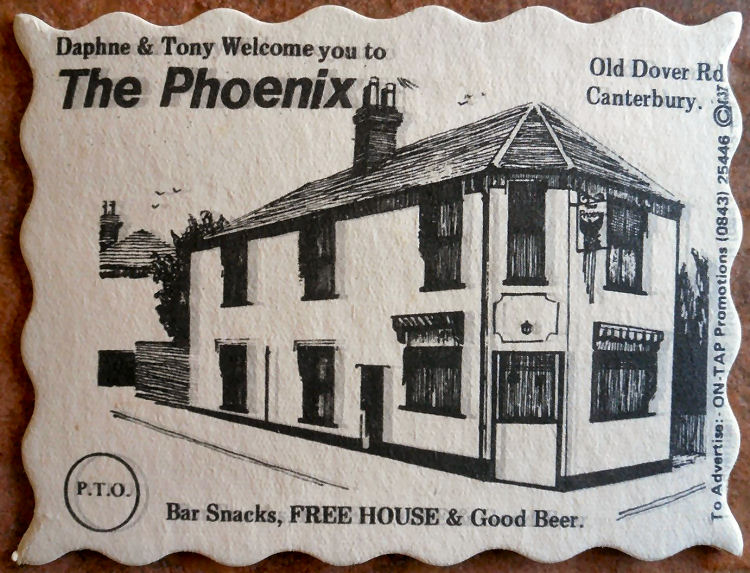 Daphne & Tony Welcome you to
The Phoenix
Old Dover Rd
Canterbury.
To Advertise:- ON-TAP Promotions (0843) 25446 ©
P.T.O.
Bar Snacks, FREE HOUSE & Good Beer.